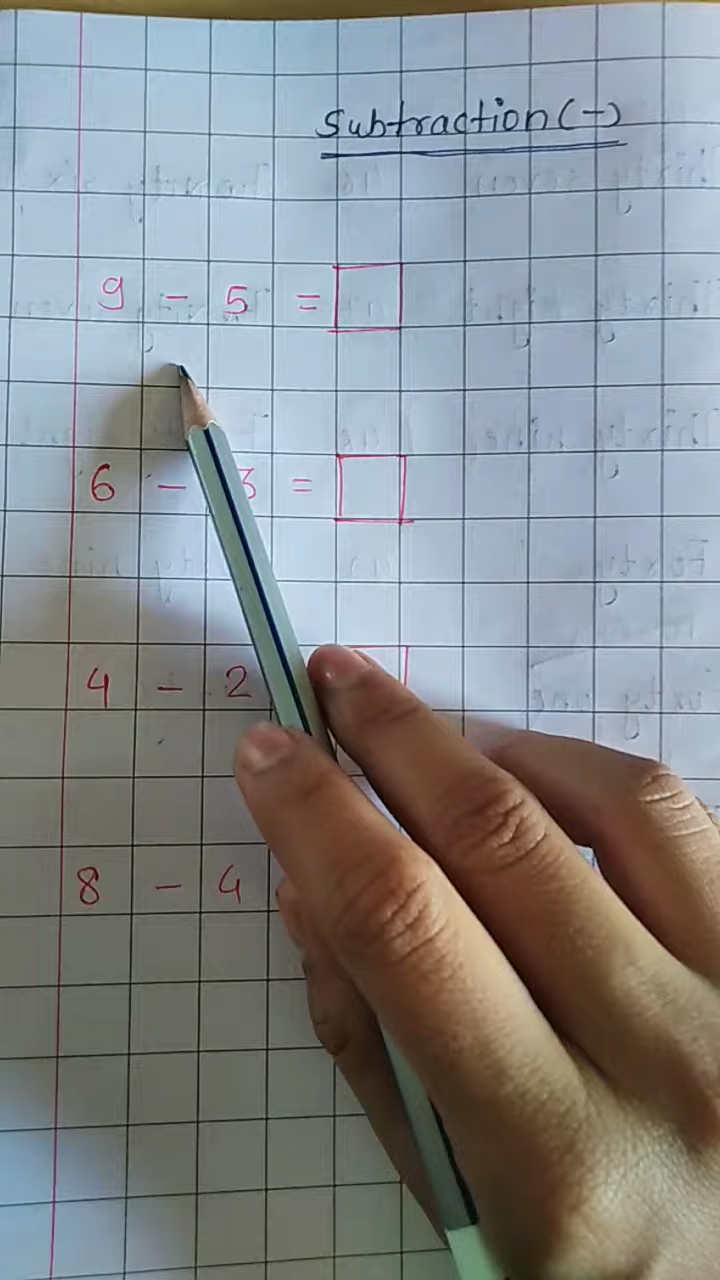 Subtraction (-)
9 - 5 =
6 - 3 =
4 - 2
8 - 4